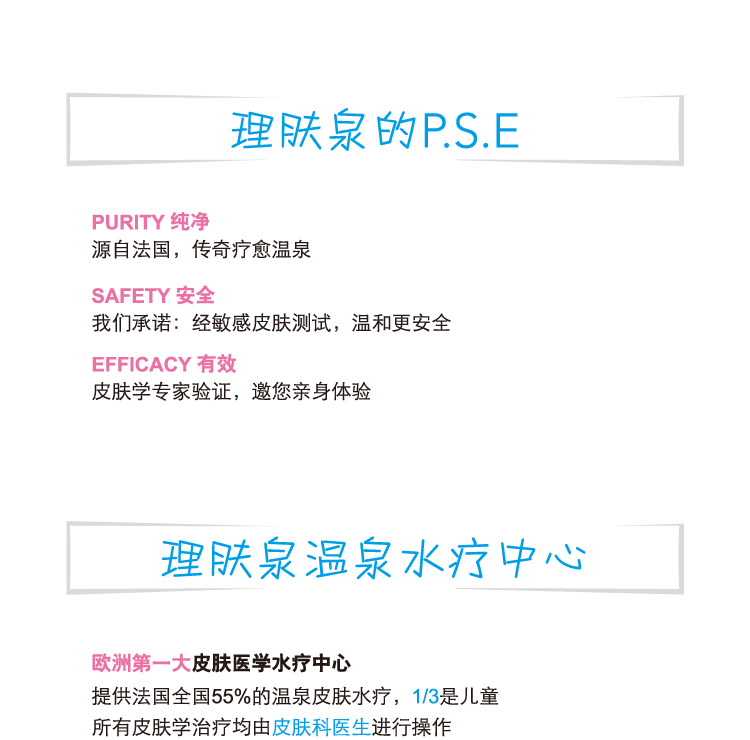 理肤泉的P.S.E
PURITY 纯净
源自法国，传奇疗愈温泉
SAFETY 安全
我们承诺：经敏感皮肤测试，温和更安全
EFFICACY 有效
皮肤学专家验证，邀您亲身体验
理肤泉温泉水疗中心
欧洲第一大皮肤医学水疗中心
提供法国全国55%的温泉皮肤水疗，1/3是儿童
所有皮肤学治疗均由皮肤科医生进行操作